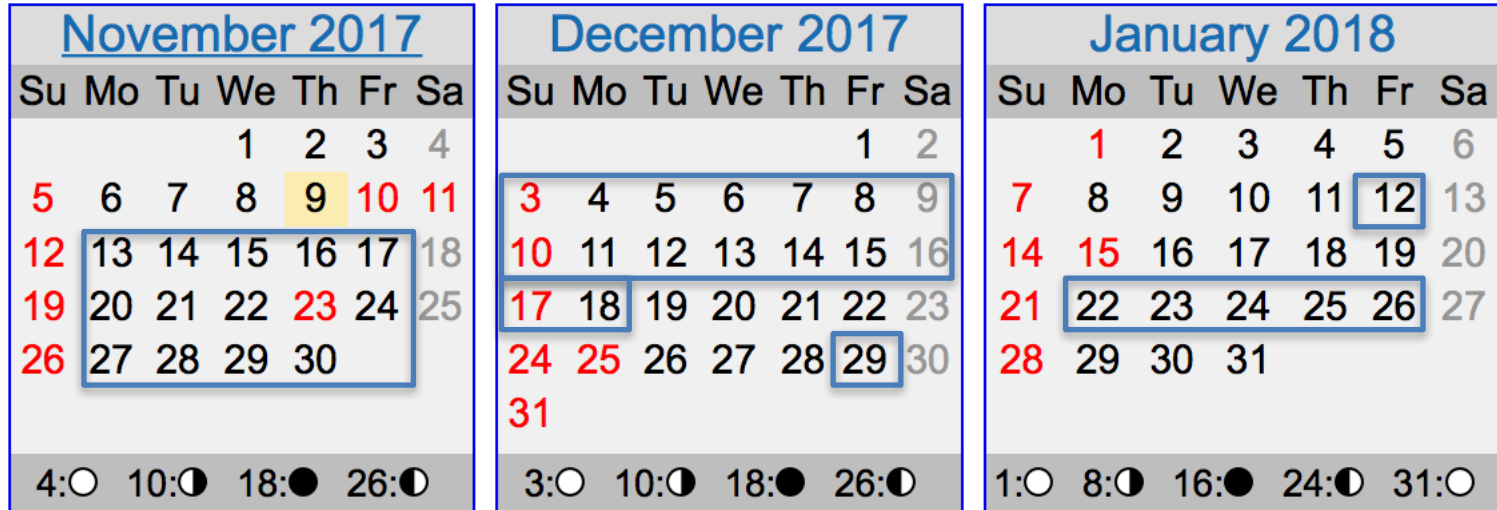 November 2017
Su Mo Tu We Th Fr Sa
1 2 3 4
5 6 7 8 9 10 11
12 13 14 15 16 17 18
19 20 21 22 23 24 25
26 27 28 29 30
4: 10: 18: 26:
December 2017
Su Mo Tu We Th Fr Sa
1 2
3 4 5 6 7 8 9
10 11 12 13 14 15 16
17 18 19 20 21 22 23
24 25 26 27 28 29 30
31
3: 10: 18: 26:
January 2018
Su Mo Tu We Th Fr Sa
1 2 3 4 5 6
7 8 9 10 11 12 13
14 15 16 17 18 19 20
21 22 23 24 25 26 27
28 29 30 31
1: 8: 16: 24: 31: